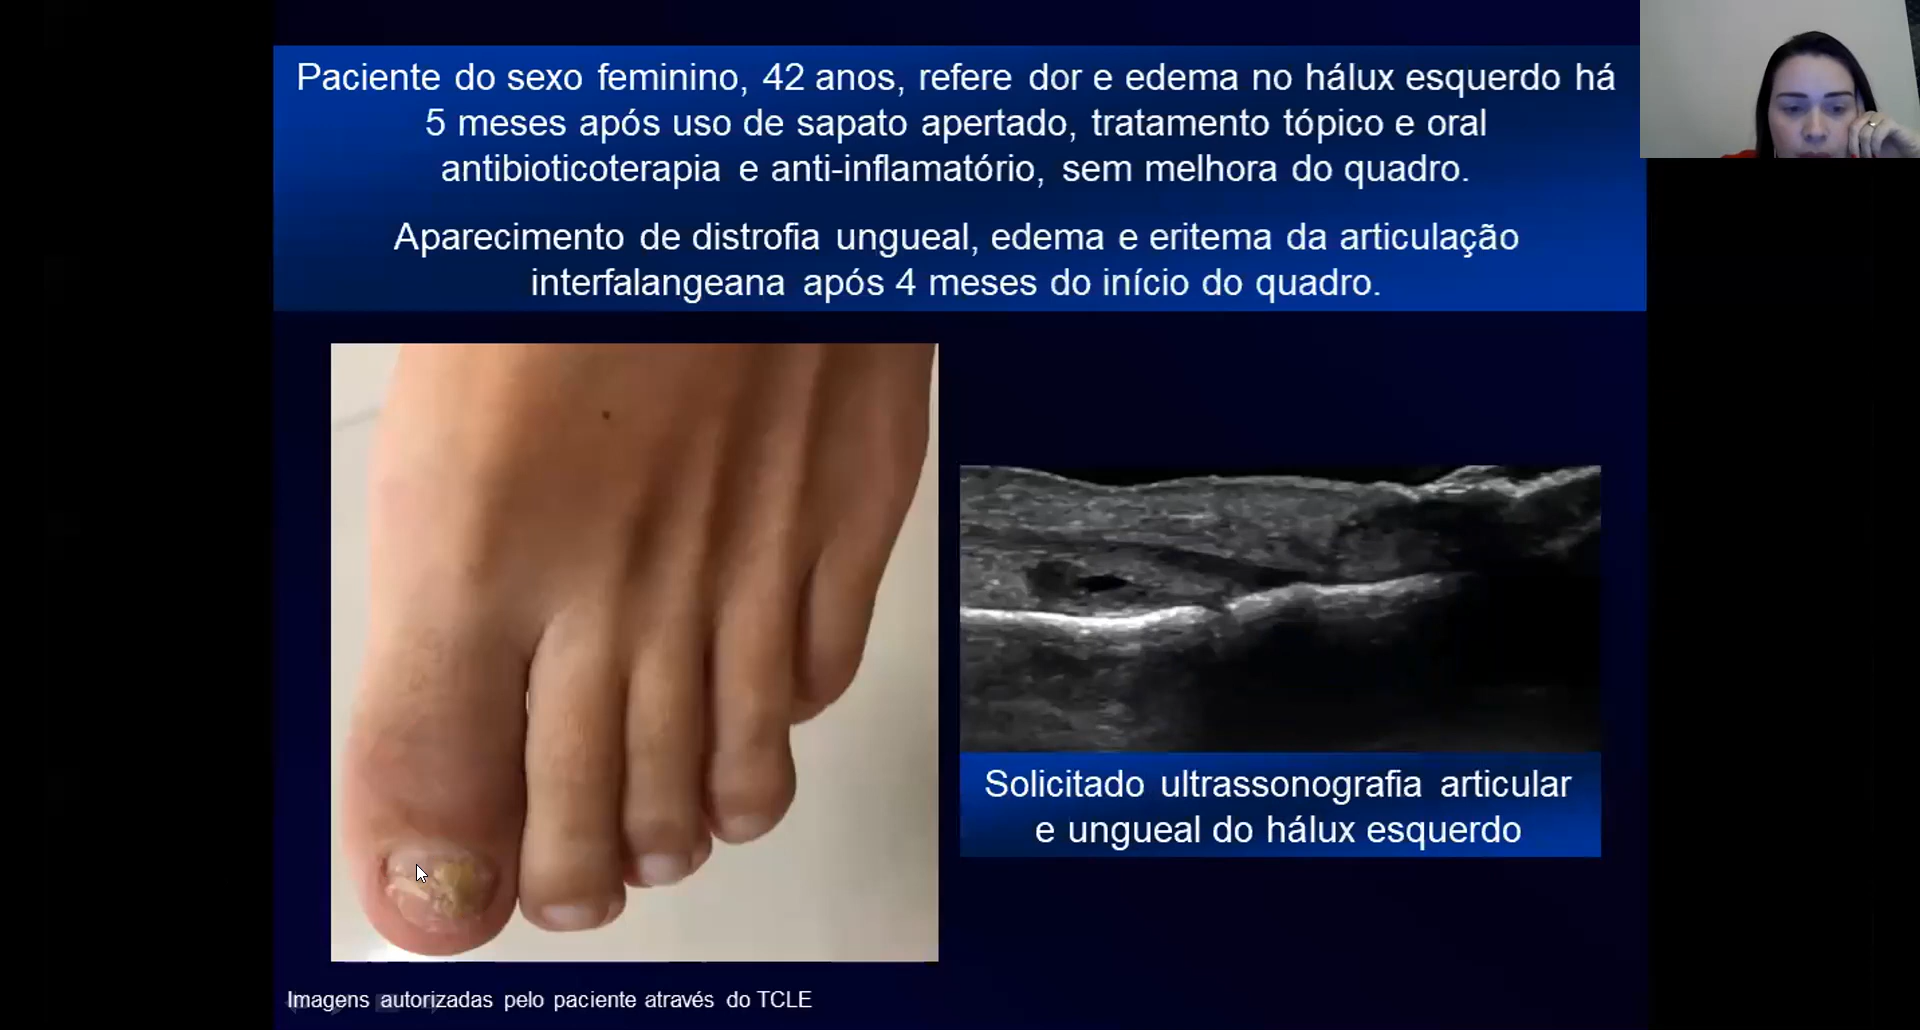 Paciente do sexo feminino, 42 anos, refere dor e edema no hálux esquerdo há
5 meses após uso de sapato apertado, tratamento tópico e oral
antibioticoterapia e anti-inflamatório, sem melhora do quadro.
Aparecimento de distrofia ungueal, edema e eritema da articulação
interfalangeana após 4 meses do início do quadro.
Solicitado ultrassonografia articular
e ungueal do hálux esquerdo
Imagens autorizadas pelo paciente através do TCLE